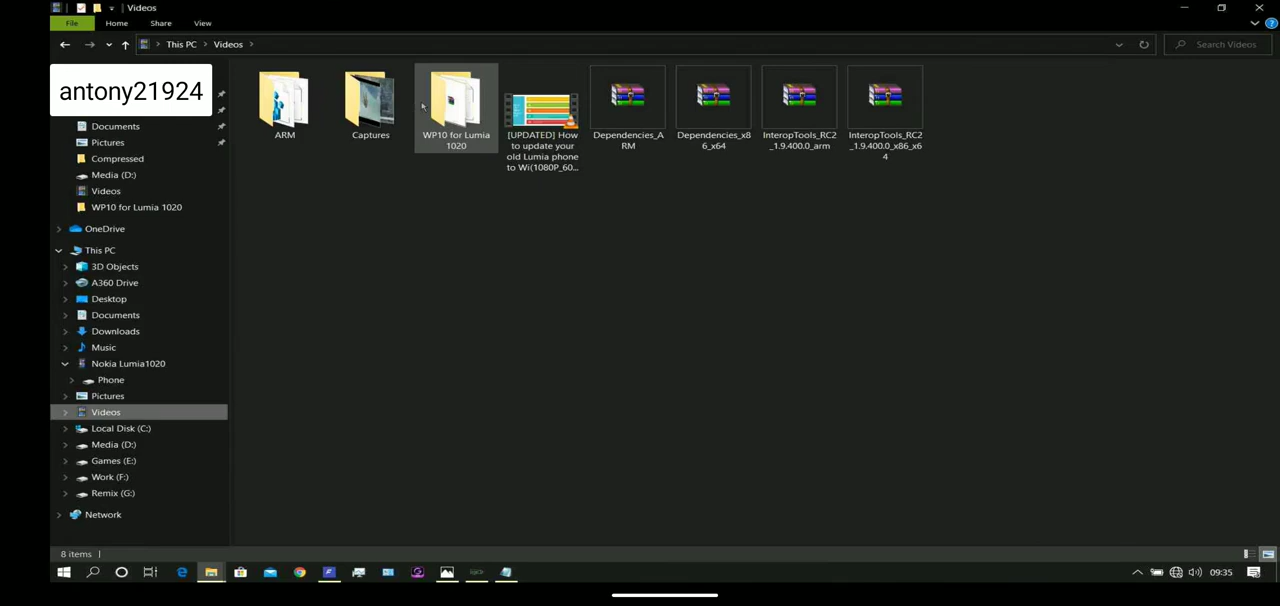 Videos
File Home Share View
This PC Videos Search Videos
antony21924
Documents
Pictures
Compressed
Media (D:)
Videos
WP10 for Lumia 1020
OneDrive
This PC
3D Objects
A360 Drive
Desktop
Documents
Downloads
Music
Nokia Lumia1020
Phone
Pictures
Videos
Local Disk (C:)
Media (D:)
Games (E:)
Work (F:)
Remix (G:)
Network
ARM
Captures
WP10 for Lumia
1020
[UPDATED] How
to update your
old Lumia phone
to Wi(1080P_60...
Dependencies_A
RM
Dependencies_x8
6_x64
InteropTools_RC2
_1.9.400.0_arm
InteropTools_RC2
_1.9.400.0_x86_x6
4
8 items
09:35